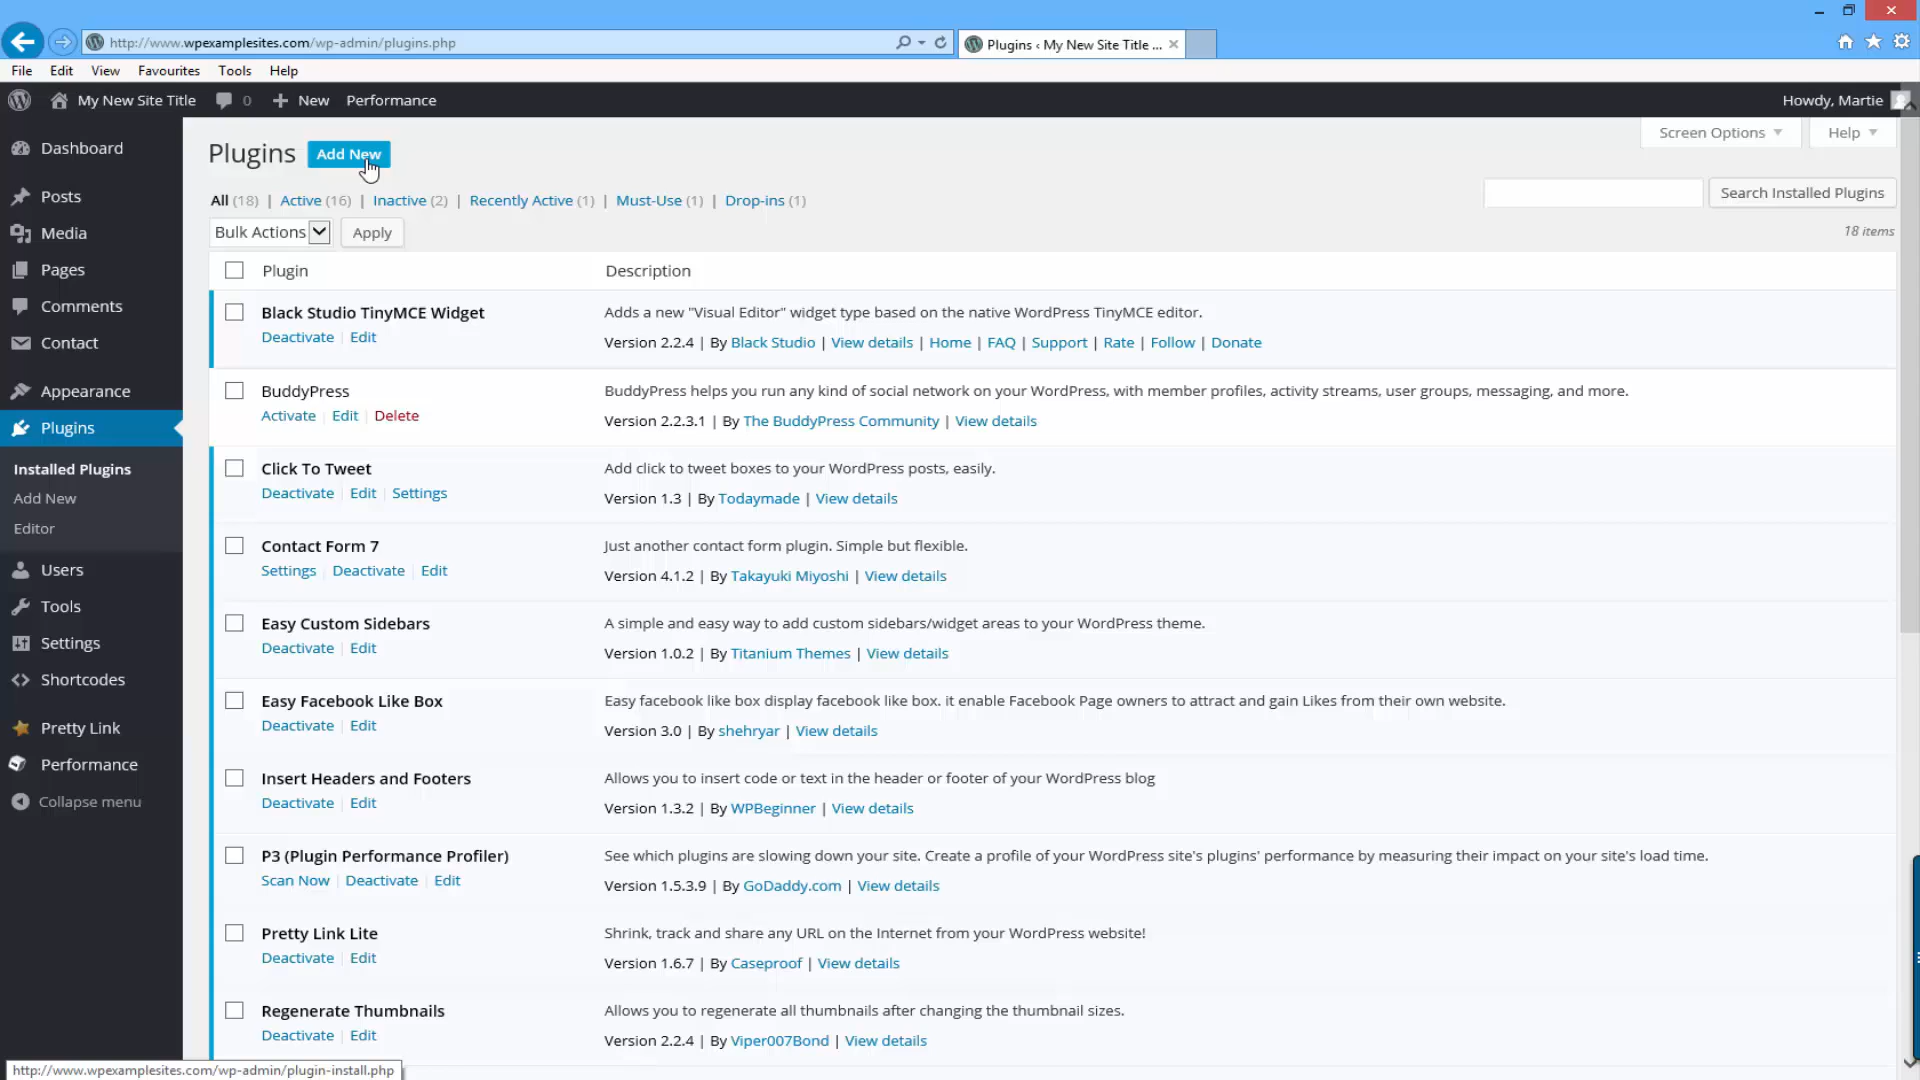 http://www.wpexamplesites.com/wp-admin/plugins.php
Plugins ‹ My New Site Title ...
File Edit View Favourites Tools Help
My New Site Title 0 New Performance
Howdy, Martie
Dashboard
Posts
Media
Pages
Comments
Contact
Appearance
Plugins
Installed Plugins
Add New
Editor
Users
Tools
Settings
Shortcodes
Pretty Link
Performance
Collapse menu
Screen Options
Help
Plugins Add New
All (18) | Active (16) | Inactive (2) | Recently Active (1) | Must-Use (1) | Drop-ins (1)
Search Installed Plugins
Bulk Actions Apply
18 items
Plugin Description
Black Studio TinyMCE Widget
Deactivate | Edit
Adds a new "Visual Editor" widget type based on the native WordPress TinyMCE editor.
Version 2.2.4 | By Black Studio | View details | Home | FAQ | Support | Rate | Follow | Donate
BuddyPress
Activate | Edit | Delete
BuddyPress helps you run any kind of social network on your WordPress, with member profiles, activity streams, user groups, messaging, and more.
Version 2.2.3.1 | By The BuddyPress Community | View details
Click To Tweet
Deactivate | Edit | Settings
Add click to tweet boxes to your WordPress posts, easily.
Version 1.3 | By Todaymade | View details
Contact Form 7
Settings | Deactivate | Edit
Just another contact form plugin. Simple but flexible.
Version 4.1.2 | By Takayuki Miyoshi | View details
Easy Custom Sidebars
Deactivate | Edit
A simple and easy way to add custom sidebars/widget areas to your WordPress theme.
Version 1.0.2 | By Titanium Themes | View details
Easy Facebook Like Box
Deactivate | Edit
Easy facebook like box display facebook like box. it enable Facebook Page owners to attract and gain Likes from their own website.
Version 3.0 | By shehryar | View details
Insert Headers and Footers
Deactivate | Edit
Allows you to insert code or text in the header or footer of your WordPress blog
Version 1.3.2 | By WPBeginner | View details
P3 (Plugin Performance Profiler)
Scan Now | Deactivate | Edit
See which plugins are slowing down your site. Create a profile of your WordPress site's plugins' performance by measuring their impact on your site's load time.
Version 1.5.3.9 | By GoDaddy.com | View details
Pretty Link Lite
Deactivate | Edit
Shrink, track and share any URL on the Internet from your WordPress website!
Version 1.6.7 | By Caseproof | View details
Regenerate Thumbnails
Deactivate | Edit
Allows you to regenerate all thumbnails after changing the thumbnail sizes.
Version 2.2.4 | By Viper007Bond | View details
http://www.wpexamplesites.com/wp-admin/plugin-install.php